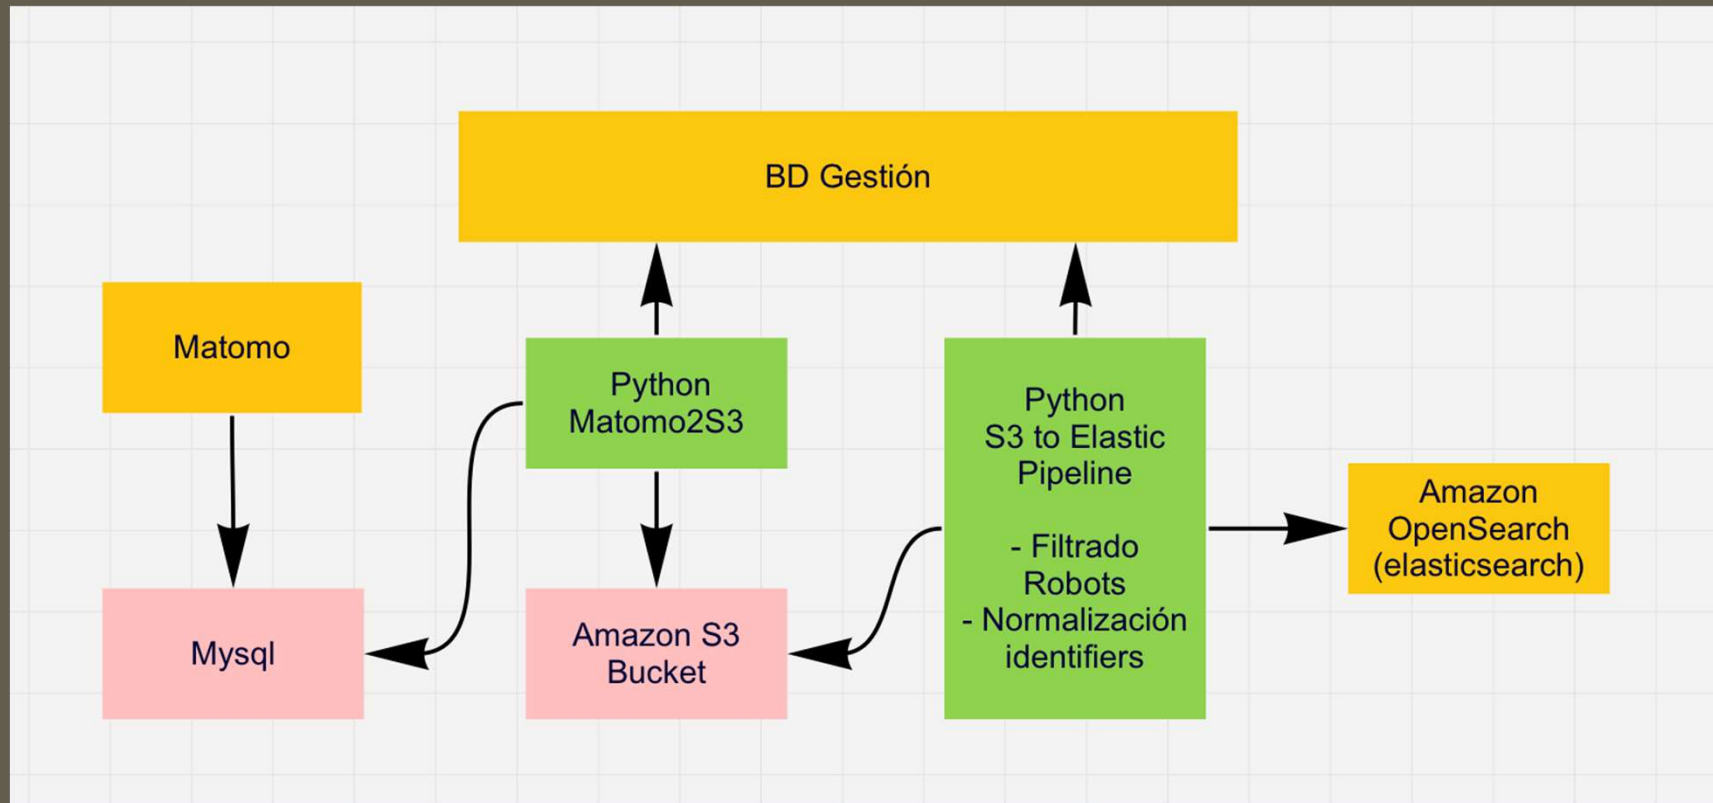 BD Gestión
Matomo
Python
Matomo2S3
Python
S3 to Elastic
Pipeline
- Filtrado
Robots
- Normalización
identifiers
Amazon
OpenSearch
(elasticsearch)
Mysql
Amazon S3
Bucket